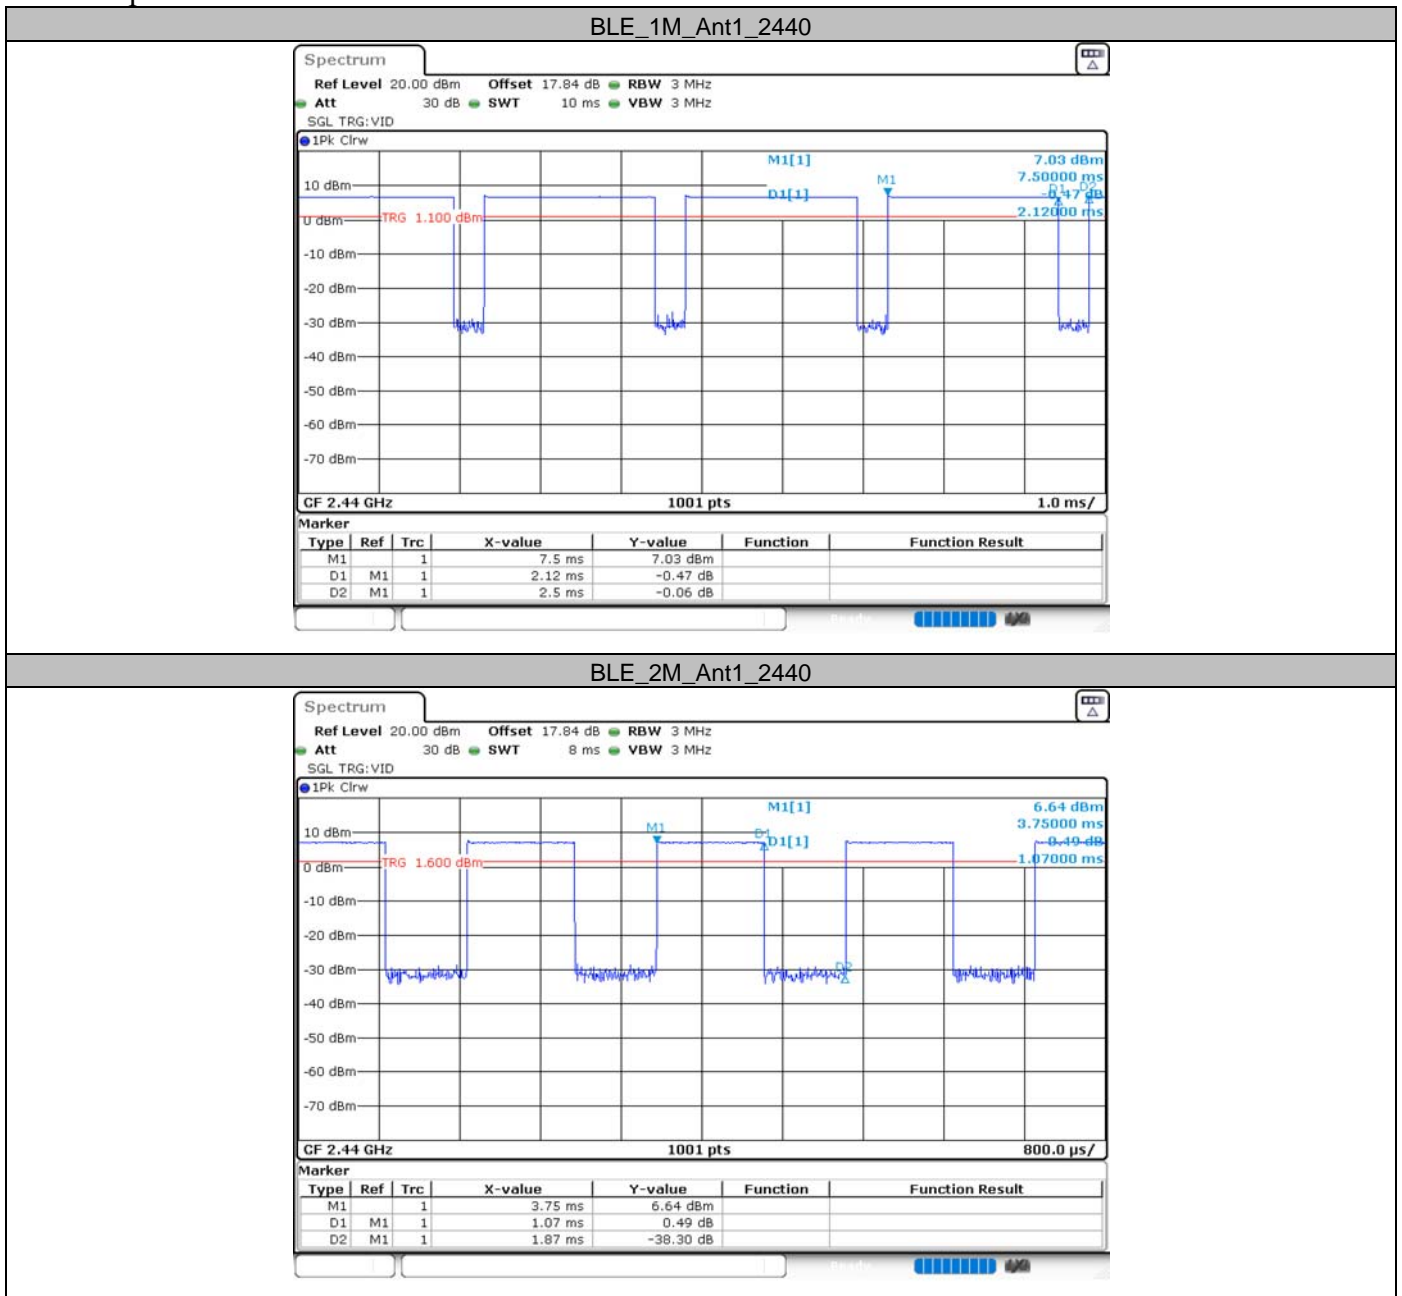 BLE_1M_Ant1_2440
Spectrum
Ref Level 20.00 dBm Offset 17.84 dB RBW 3 MHz
Att 30 dB SWT 10 ms VBW 3 MHz
SGL TRG:VID
1Pk Clrw
M1[1] 7.03 dBm
7.50000 ms
M1
D1 D2
10 dBm
D1[1] -0.47 dB
2.12000 ms
0 dBm
TRG 1.100 dBm
-10 dBm
-20 dBm
-30 dBm
-40 dBm
-50 dBm
-60 dBm
-70 dBm
CF 2.44 GHz 1001 pts 1.0 ms/
Marker
Type Ref Trc X-value Y-value Function Function Result
M1 1 7.5 ms 7.03 dBm
D1 M1 1 2.12 ms -0.47 dB
D2 M1 1 2.5 ms -0.06 dB
BLE_2M_Ant1_2440
Spectrum
Ref Level 20.00 dBm Offset 17.84 dB RBW 3 MHz
Att 30 dB SWT 8 ms VBW 3 MHz
SGL TRG:VID
1Pk Clrw
M1[1] 6.64 dBm
3.75000 ms
M1
D1
10 dBm
D1[1] 0.49 dB
1.07000 ms
0 dBm
TRG 1.600 dBm
-10 dBm
-20 dBm
-30 dBm
D2
-40 dBm
-50 dBm
-60 dBm
-70 dBm
CF 2.44 GHz 1001 pts 800.0 µs/
Marker
Type Ref Trc X-value Y-value Function Function Result
M1 1 3.75 ms 6.64 dBm
D1 M1 1 1.07 ms 0.49 dB
D2 M1 1 1.87 ms -38.30 dB